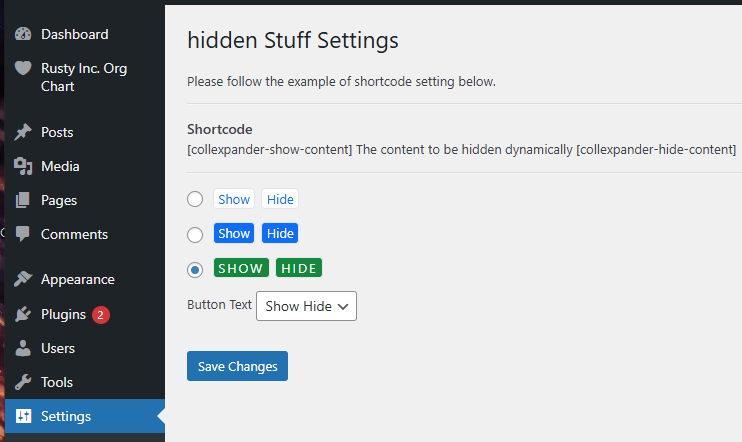 Dashboard
Rusty Inc. Org
Chart
Posts
Media
Pages
Comments
Appearance
Plugins 2
Users
Tools
Settings
hidden Stuff Settings
Please follow the example of shortcode setting below.
Shortcode
[collexpander-show-content] The content to be hidden dynamically [collexpander-hide-content]
Show Hide
Show Hide
SHOW HIDE
Button Text Show Hide
Save Changes